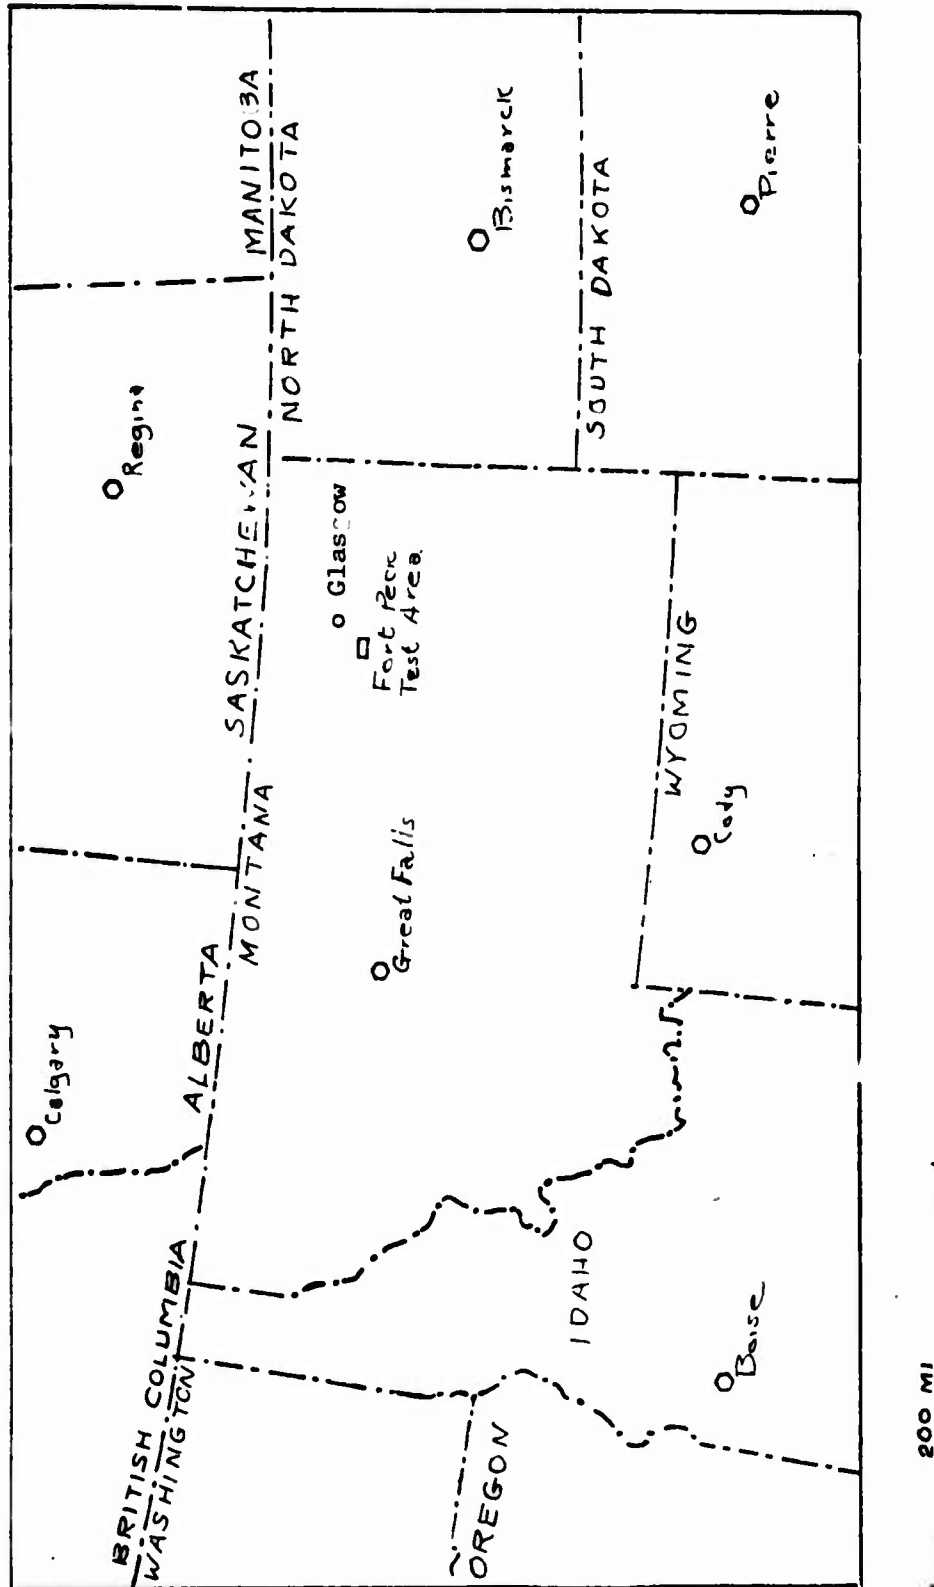 BRITISH COLUMBIA
WASHINGTON
ALBERTA
MONTANA
SASKATCHEWAN
MANITOBA
NORTH DAKOTA
SOUTH DAKOTA
WYOMING
IDAHO
OREGON
Calgary
Regina
Glasgow
Fort Peck
Test Area
Great Falls
Bismarck
Pierre
Cody
Boise
200 MI